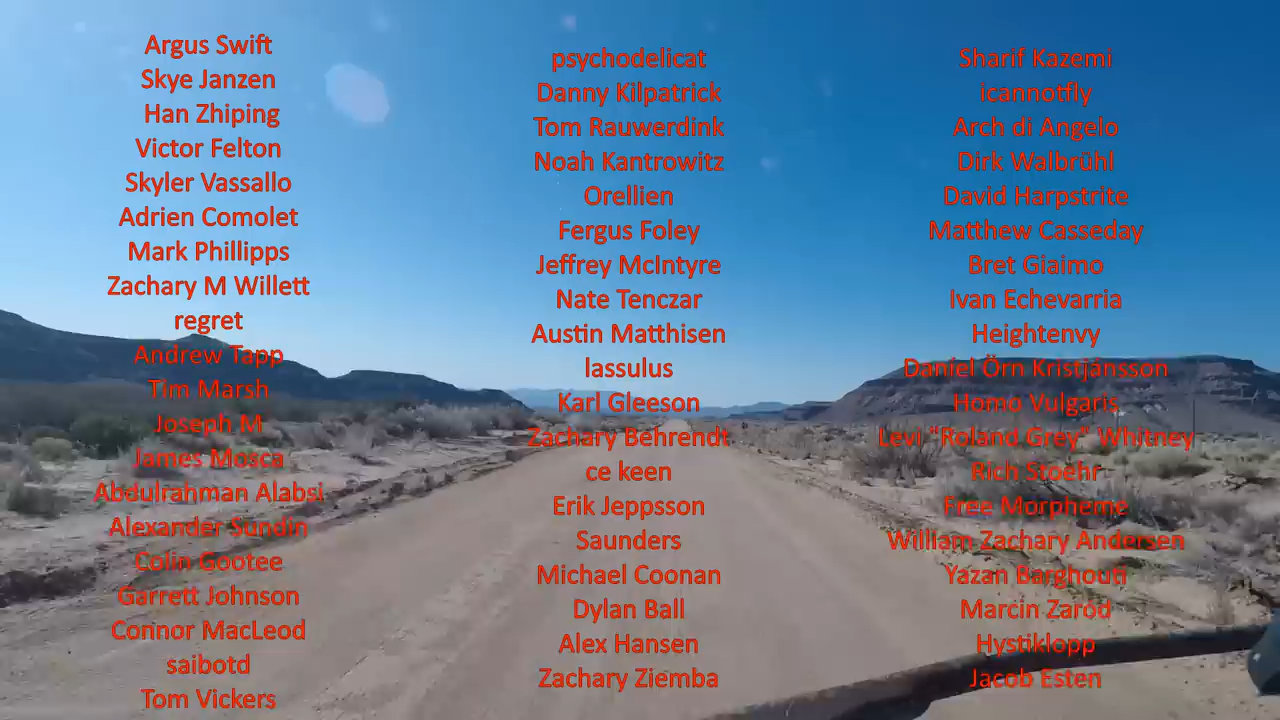 Argus Swift
Skye Janzen
Han Zhiping
Victor Felton
Skyler Vassallo
Adrien Comolet
Mark Phillipps
Zachary M Willett
regret
Andrew Tapp
Tim Marsh
Joseph M
James Mosca
Abdulrahman Alabsi
Alexander Sundin
Colin Gootee
Garrett Johnson
Connor MacLeod
saibotd
Tom Vickers
psychodelicat
Danny Kilpatrick
Tom Rauwerdink
Noah Kantrowitz
Orellien
Fergus Foley
Jeffrey McIntyre
Nate Tenczar
Austin Matthisen
lassulus
Karl Gleeson
Zachary Behrendt
ce keen
Erik Jeppsson
Saunders
Michael Coonan
Dylan Ball
Alex Hansen
Zachary Ziemba
Sharif Kazemi
icannotfly
Arch di Angelo
Dirk Walbrühl
David Harpstrite
Matthew Casseday
Bret Giaimo
Ivan Echevarria
Heightenvy
Daníel Örn Kristjánsson
Homo Vulgaris
Levi "Roland Grey" Whitney
Rich Stoehr
Free Morpheme
William Zachary Andersen
Yazan Barghouti
Marcin Zarod
Hystiklopp
Jacob Esten